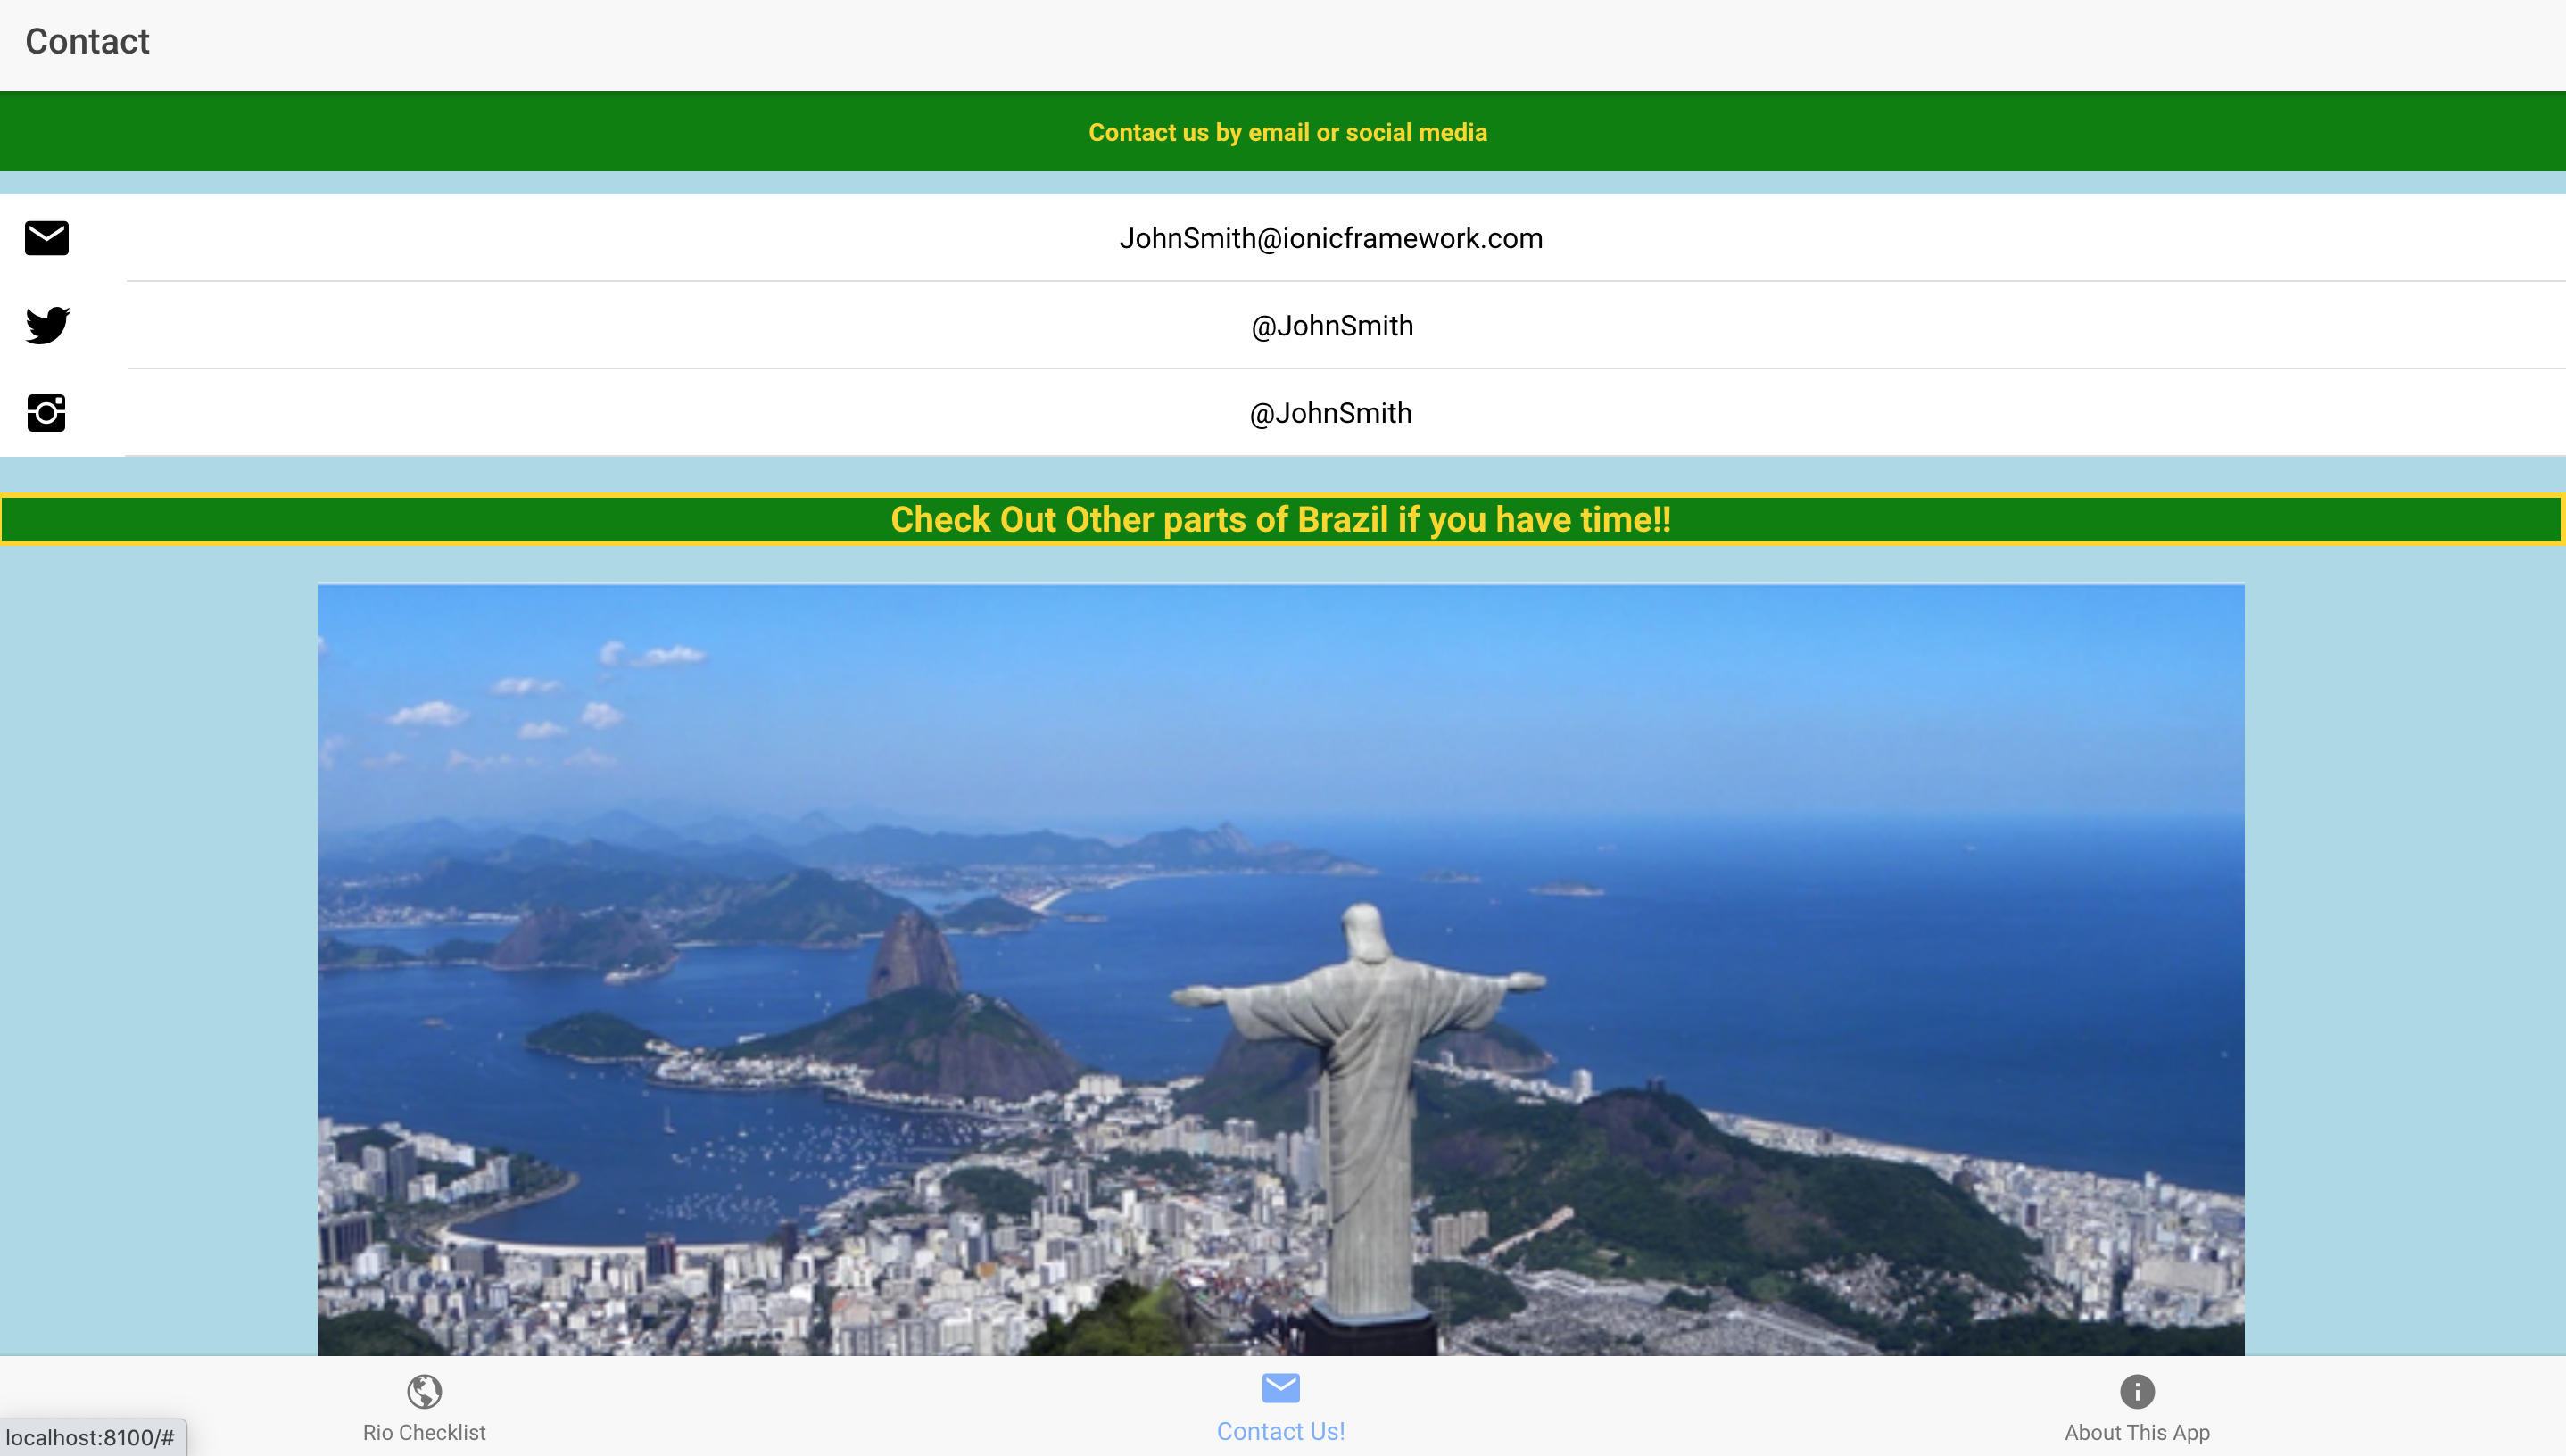 Contact
Contact us by email or social media
JohnSmith@ionicframework.com
@JohnSmith
@JohnSmith
Check Out Other parts of Brazil if you have time!!
Rio Checklist
Contact Us!
About This App
localhost:8100/#